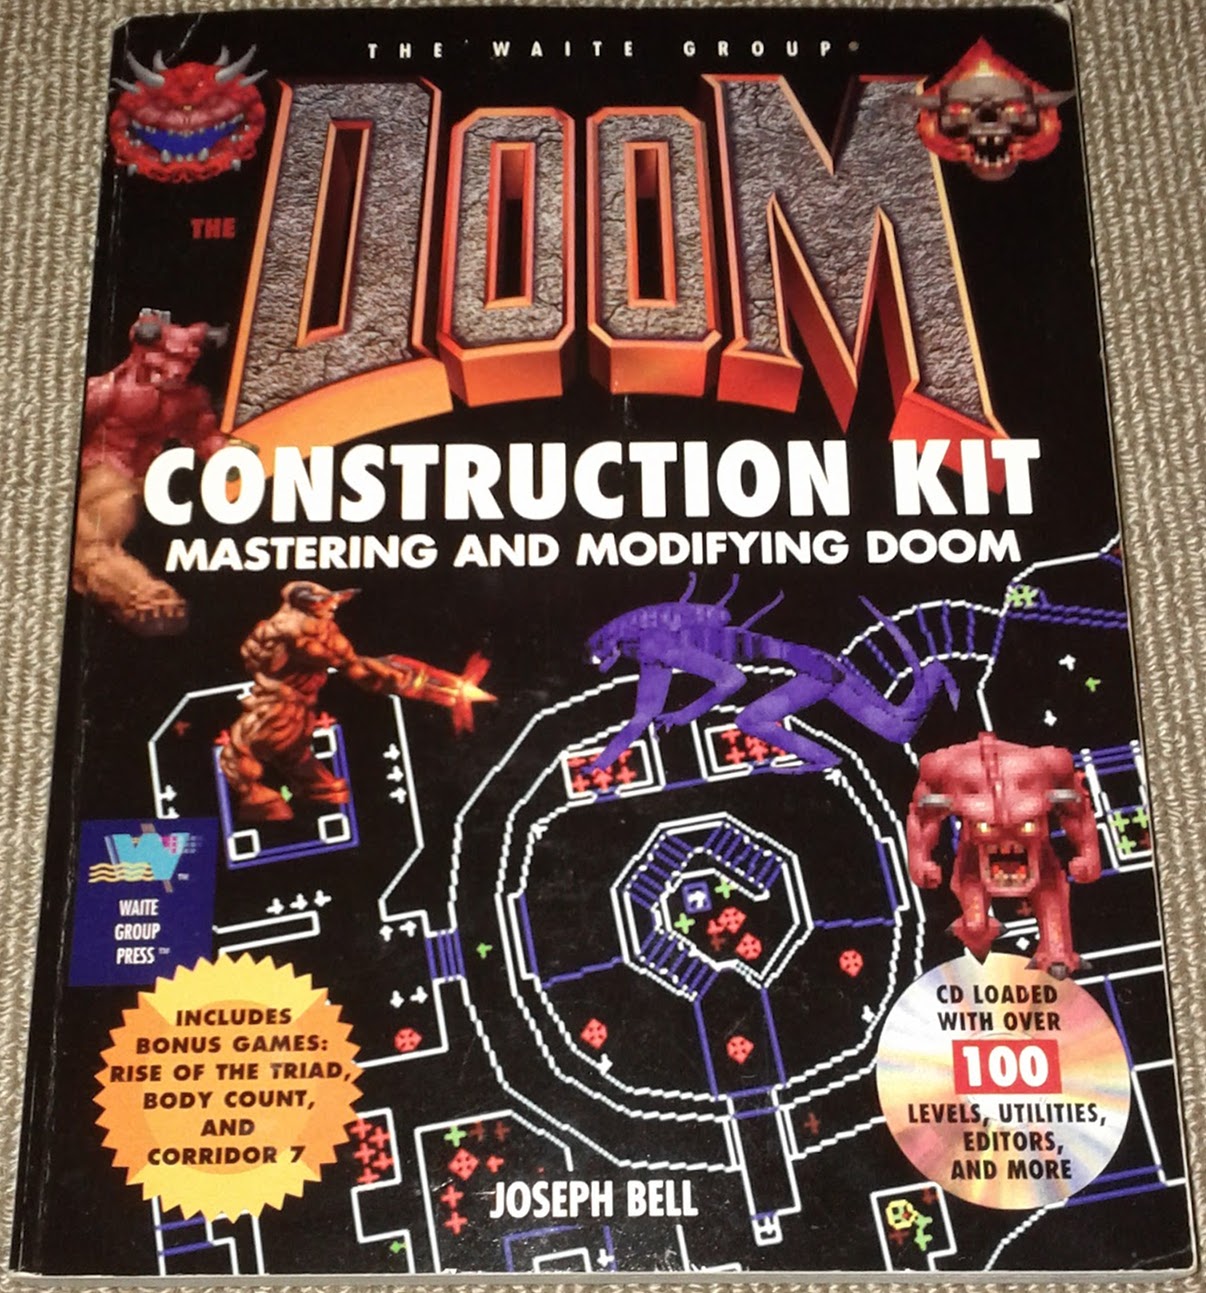 THE WAITE GROUP®
THE
DOOM
CONSTRUCTION KIT
MASTERING AND MODIFYING DOOM
WAITE
GROUP
PRESS™
INCLUDES
BONUS GAMES:
RISE OF THE TRIAD,
BODY COUNT,
AND
CORRIDOR 7
CD LOADED
WITH OVER
100
LEVELS, UTILITIES,
EDITORS,
AND MORE
JOSEPH BELL